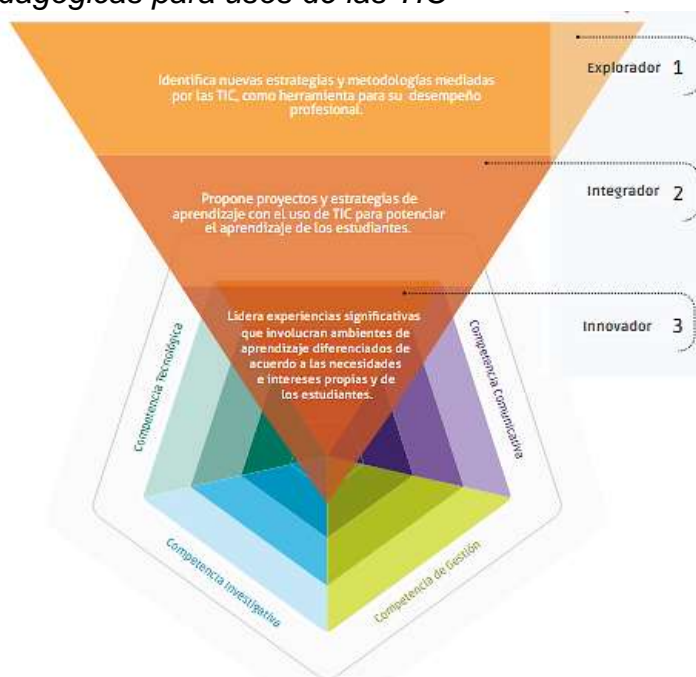 dagógicas para usos de las TIC
Identifica nuevas estrategias y metodologías mediadas
por las TIC, como herramienta para su desempeño
profesional.
Explorador 1
Propone proyectos y estrategias de
aprendizaje con el uso de TIC para potenciar
el aprendizaje de los estudiantes.
Integrador 2
Lidera experiencias significativas
que involucran ambientes de
aprendizaje diferenciados de
acuerdo a las necesidades
e intereses propias y de
los estudiantes.
Innovador 3
Competencia Tecnológica
Competencia Comunicativa
Competencia Investigativa
Competencia de Gestión